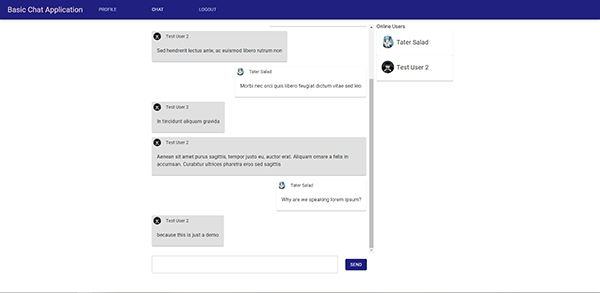 Basic Chat Application PROFILE CHAT LOGOUT
Online Users
Tater Salad
Test User 2
Test User 2
Sed hendrerit lectus ante, ac euismod libero rutrum non
Tater Salad
Morbi nec orci quis libero feugiat dictum vitae sed leo
Test User 2
In tincidunt aliquam gravida
Test User 2
Aenean sit amet purus sagittis, tempor justo eu, auctor erat. Aliquam ornare a felis in
accumsan. Curabitur ultrices pharetra eros sed sagittis
Tater Salad
Why are we speaking lorem ipsum?
Test User 2
because this is just a demo
SEND